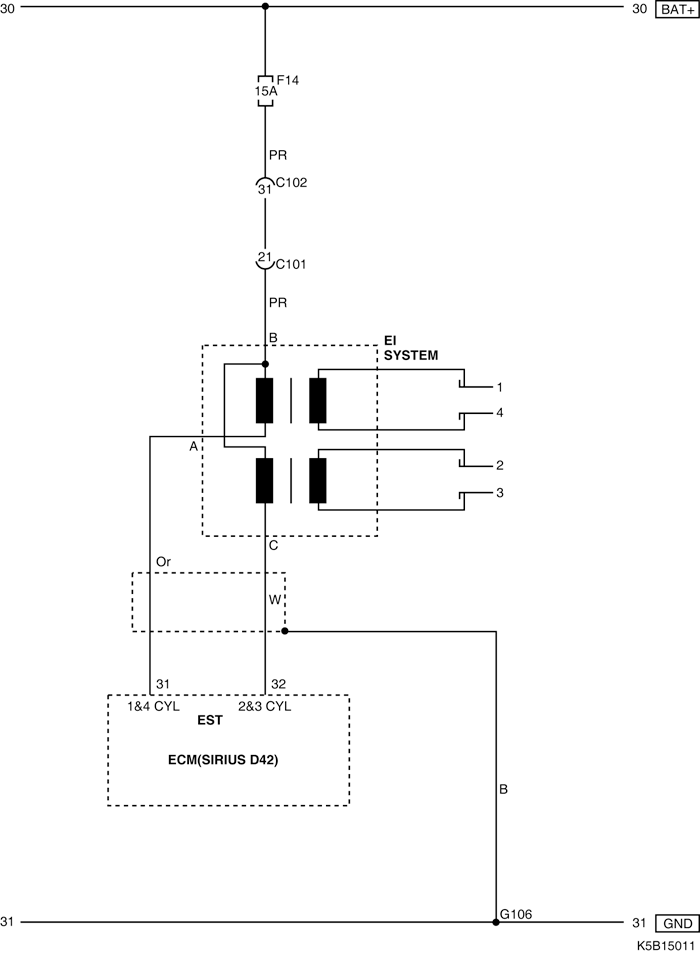 30
30 BAT+
F14
15A
PR
C102
31
21
C101
PR
B
EI
SYSTEM
1
4
A
2
3
C
Or
W
31
32
1&4 CYL
2&3 CYL
EST
ECM(SIRIUS D42)
B
G106
31
31 GND
K5B15011